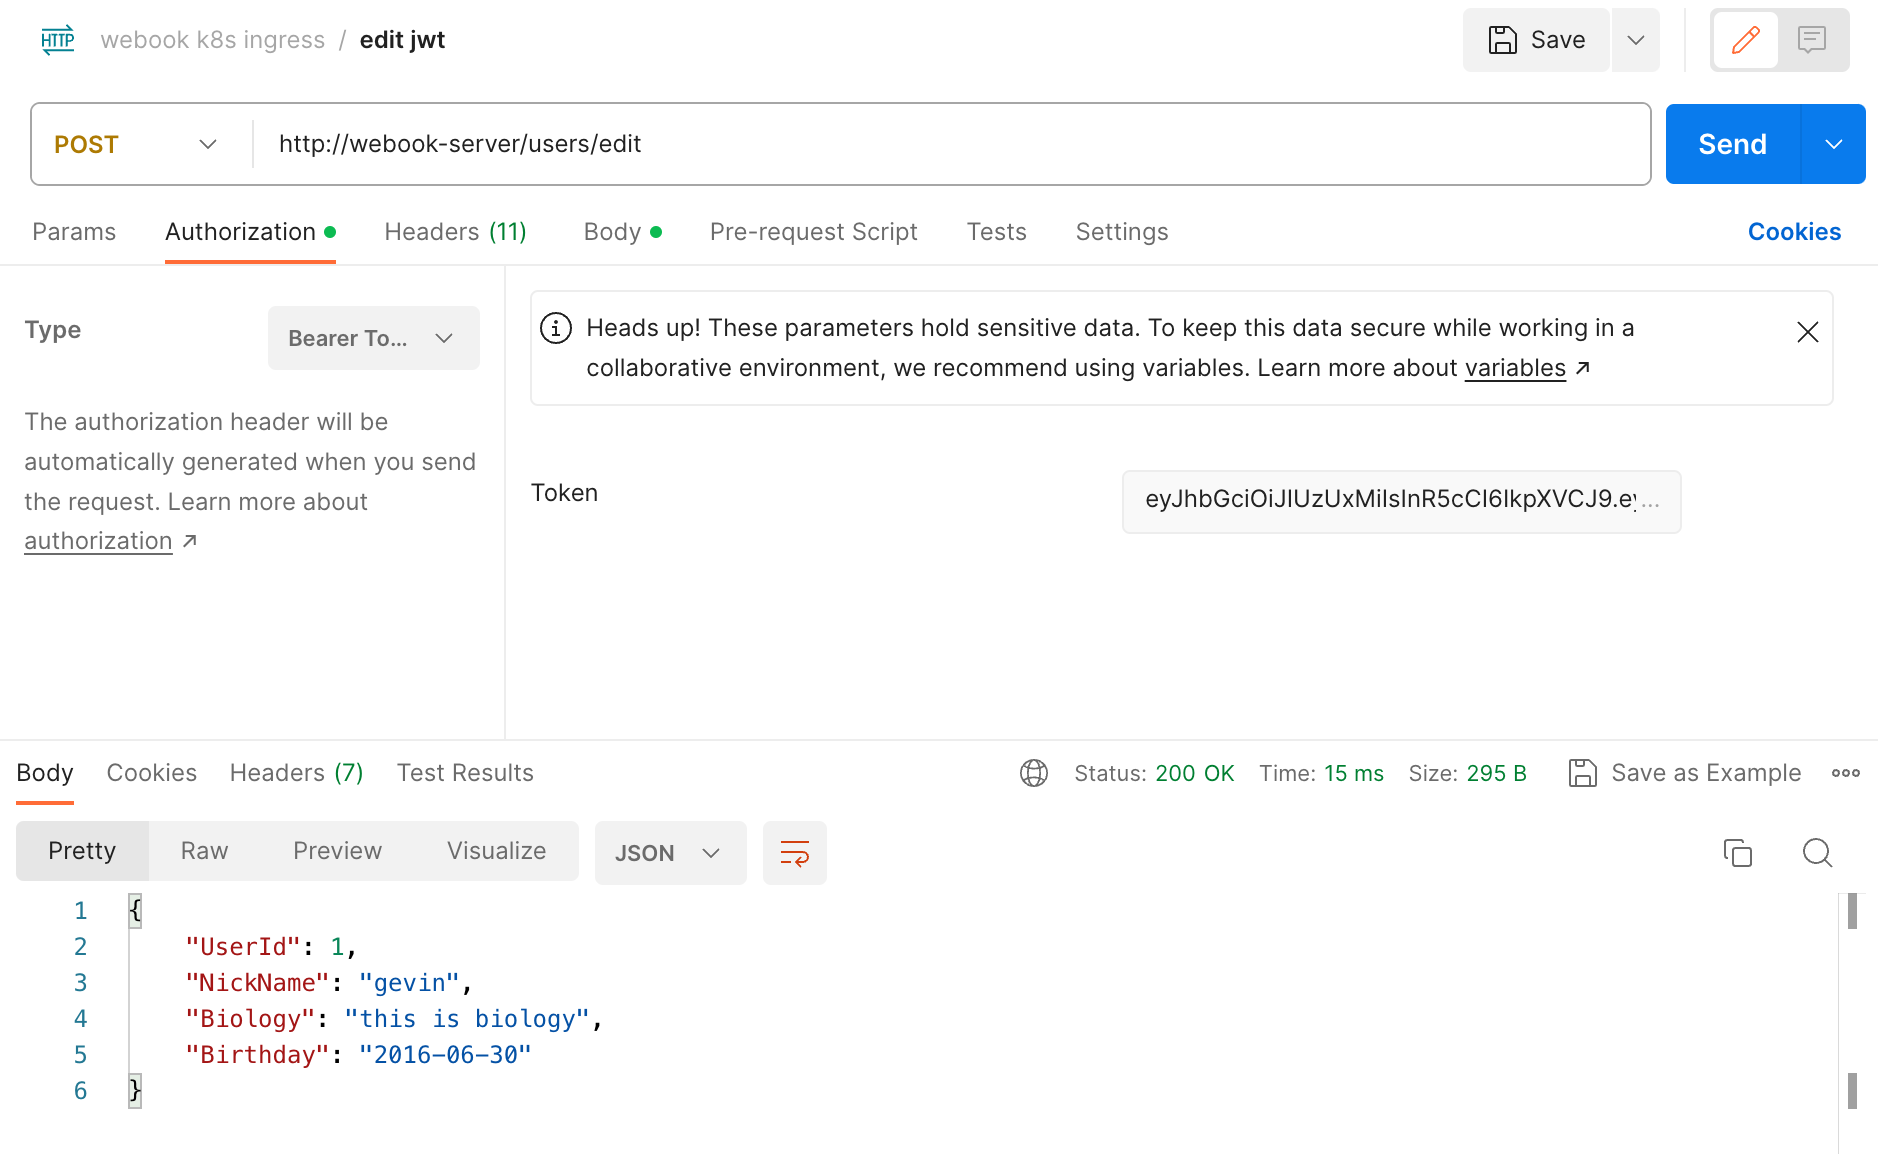 HTTP webook k8s ingress / edit jwt Save
POST http://webook-server/users/edit Send
Params Authorization Headers (11) Body Pre-request Script Tests Settings Cookies
Type Bearer To...
The authorization header will be
automatically generated when you send
the request. Learn more about
authorization ↗
Heads up! These parameters hold sensitive data. To keep this data secure while working in a
collaborative environment, we recommend using variables. Learn more about variables ↗
Token eyJhbGciOiJIUzUxMiIsInR5cCI6IkpXVCJ9.ey...
Body Cookies Headers (7) Test Results Status: 200 OK Time: 15 ms Size: 295 B Save as Example
Pretty Raw Preview Visualize JSON
1 {
2 "UserId": 1,
3 "NickName": "gevin",
4 "Biology": "this is biology",
5 "Birthday": "2016-06-30"
6 }